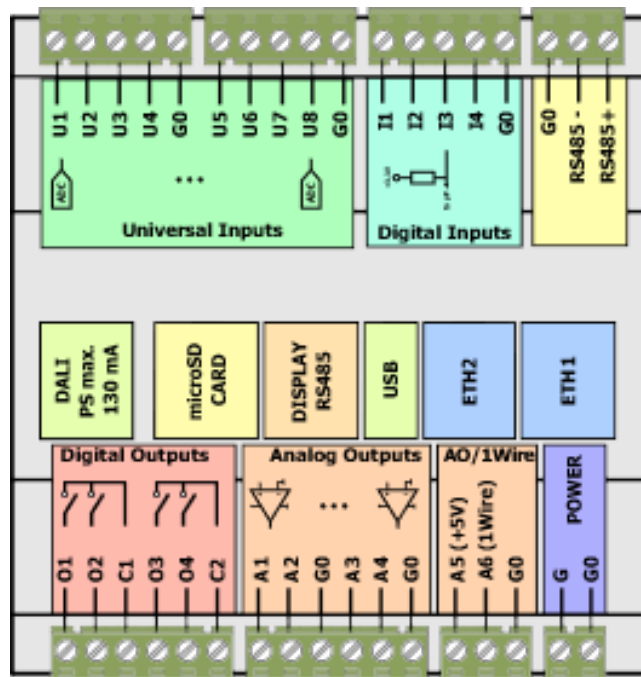 U1
U2
U3
U4
G0
U5
U6
U7
U8
G0
I1
I2
I3
I4
G0
G0
RS485 -
RS485+
ADC
...
ADC
Universal Inputs
Digital Inputs
DALI
PS max.
130 mA
microSD
CARD
DISPLAY
RS485
USB
ETH2
ETH1
Digital Outputs
Analog Outputs
AO/1Wire
POWER
...
O1
O2
C1
O3
O4
C2
A1
A2
G0
A3
A4
G0
A5 (+5V)
A6 (1Wire)
G0
G
G0